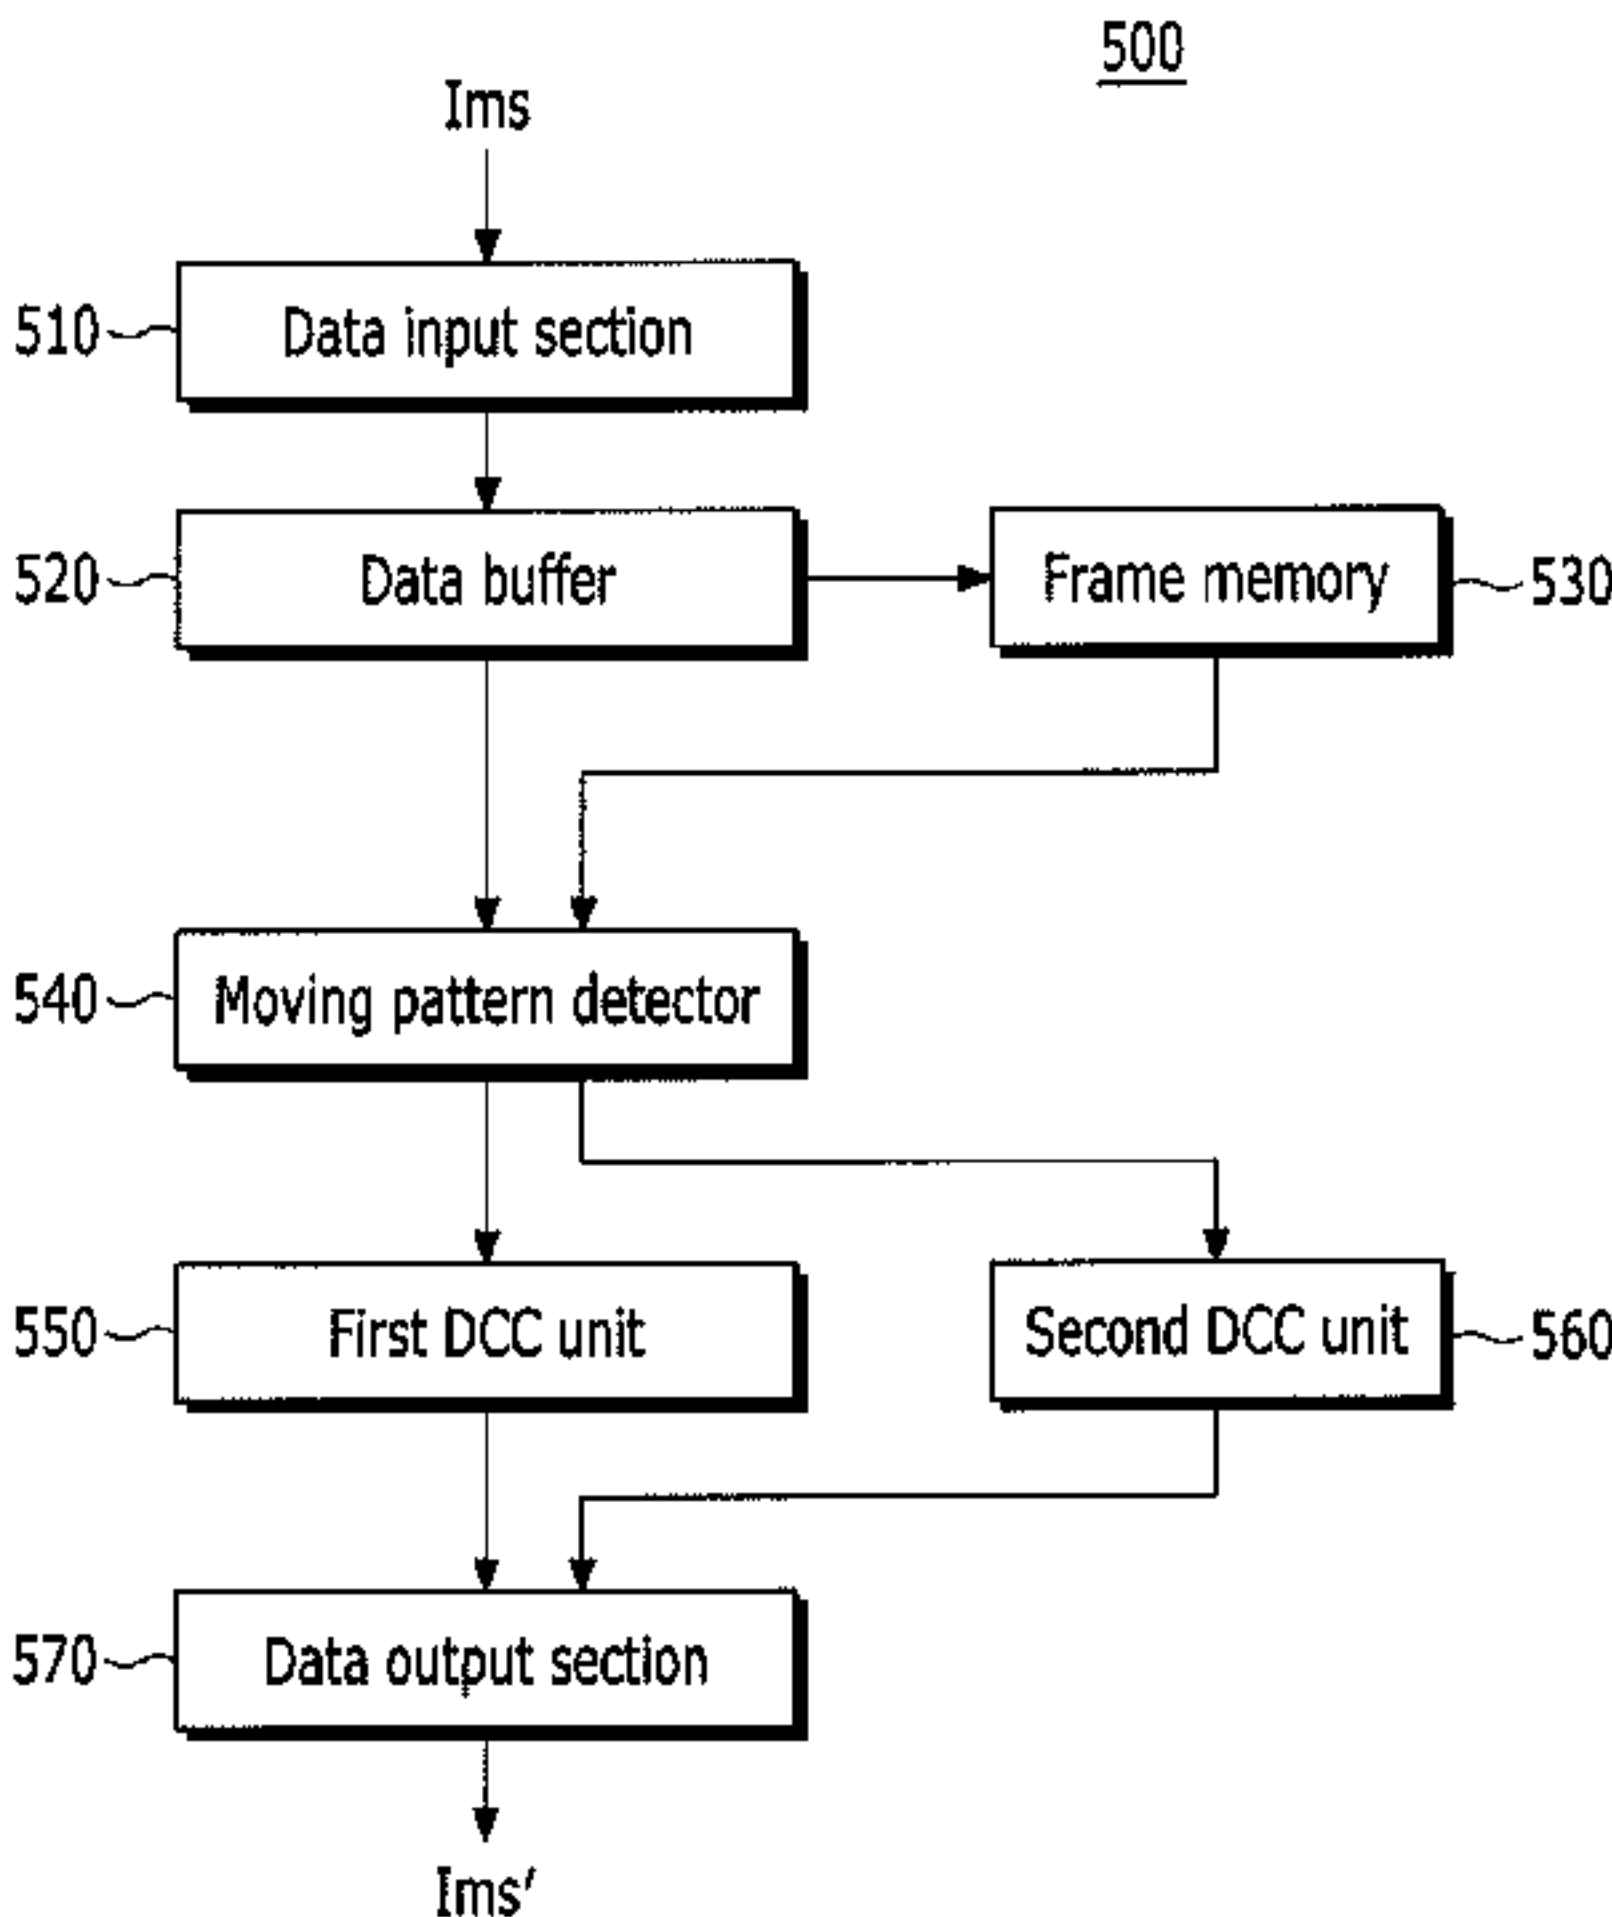 500
Ims
510 Data input section
520 Data buffer
Frame memory 530
540 Moving pattern detector
550 First DCC unit
Second DCC unit 560
570 Data output section
Ims'